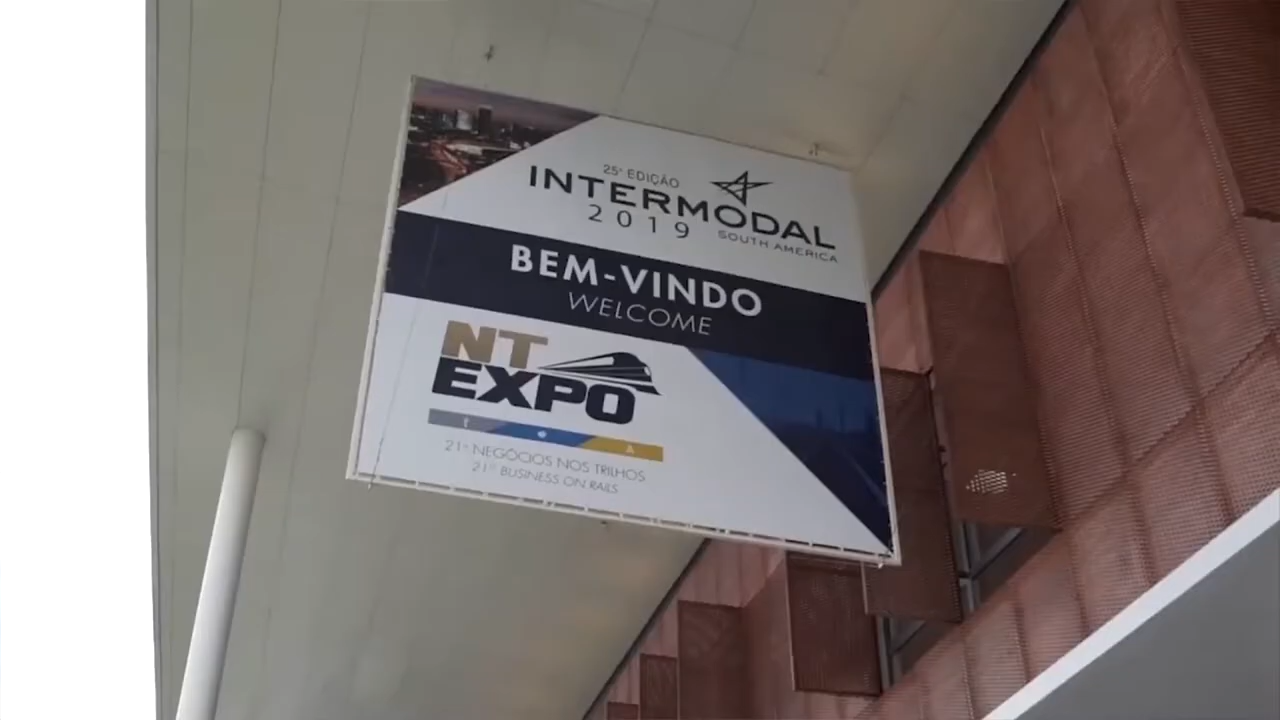 25ª EDIÇÃO
INTERMODAL
2019
SOUTH AMERICA
BEM-VINDO
WELCOME
NT
EXPO
21º NEGÓCIOS NOS TRILHOS
21st BUSINESS ON RAILS